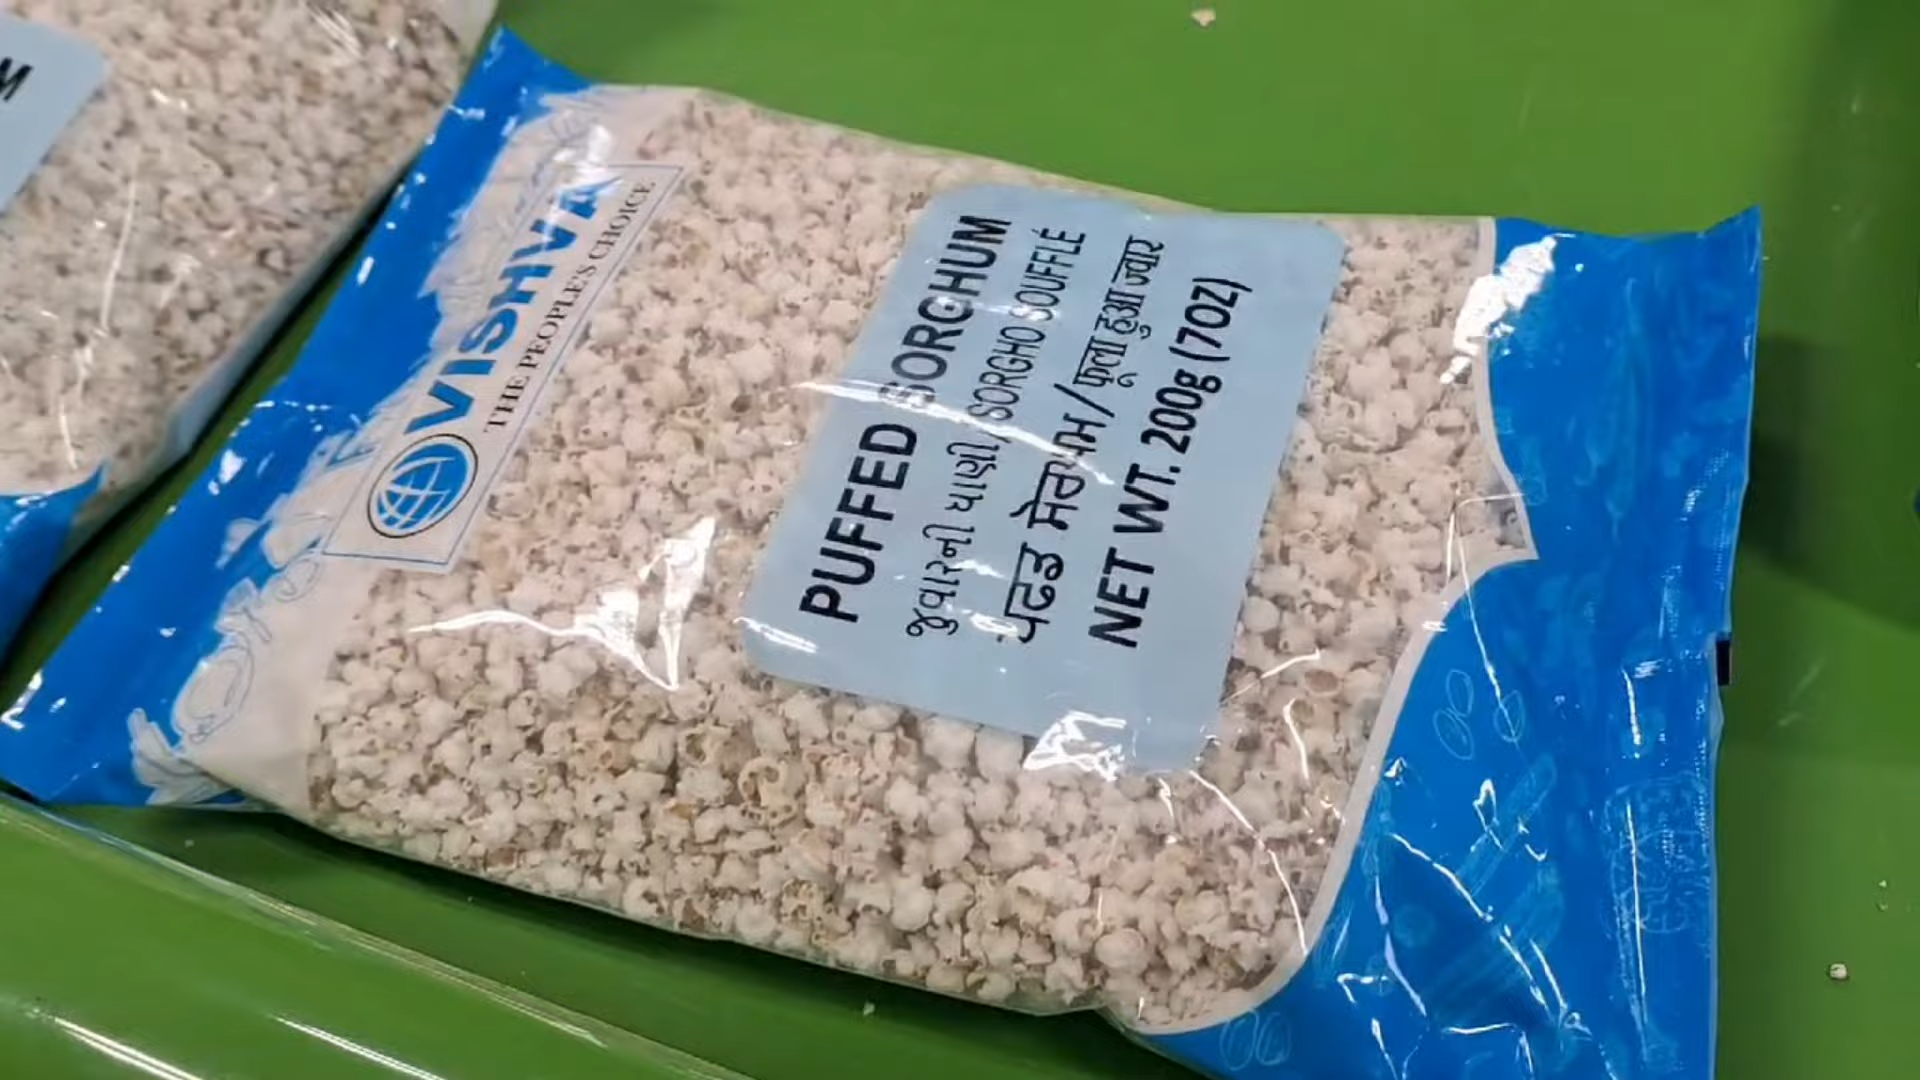 VISHVA
THE PEOPLE'S CHOICE
PUFFED SORGHUM
જુવારની ધાણી/SORGHO SOUFFLÉ
ਪਫਡ ਸੋਰਘਮ/फूला हुआ ज्वार
NET WT. 200g (7OZ)
M